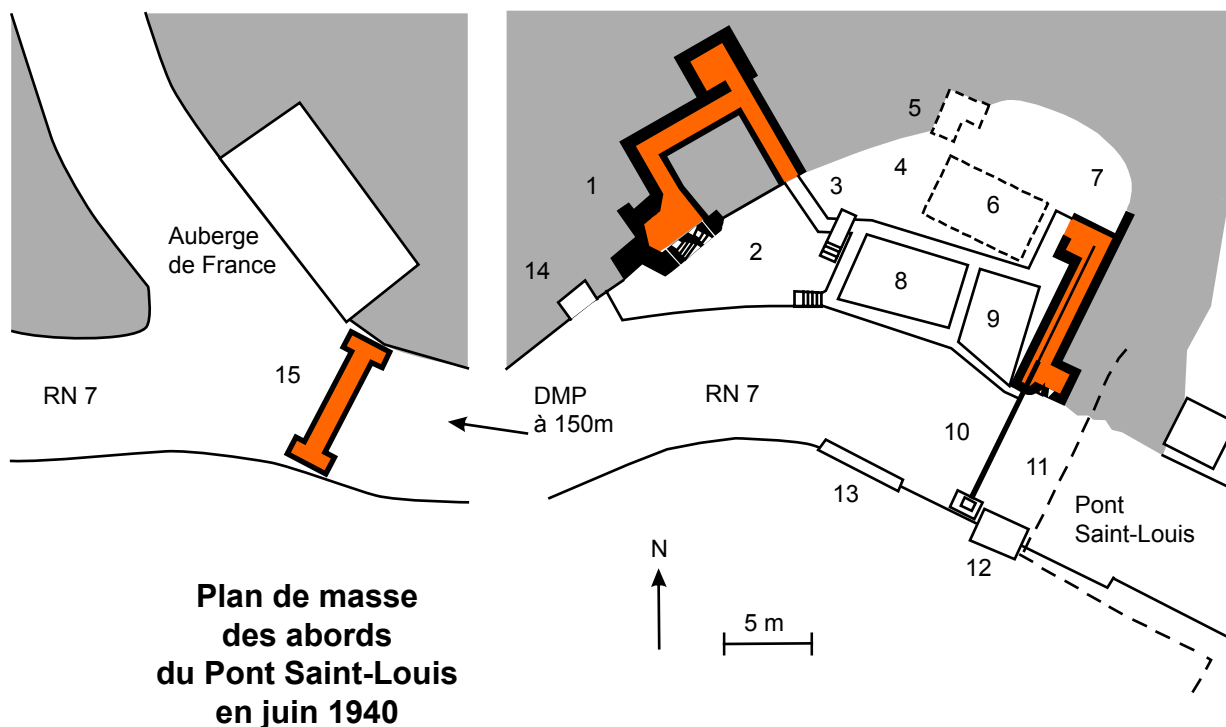 Auberge
de France
RN 7
15
DMP
à 150m
1
2
3
4
5
6
7
8
9
10
11
12
13
14
RN 7
Pont
Saint-Louis
N
5 m
Plan de masse
des abords
du Pont Saint-Louis
en juin 1940